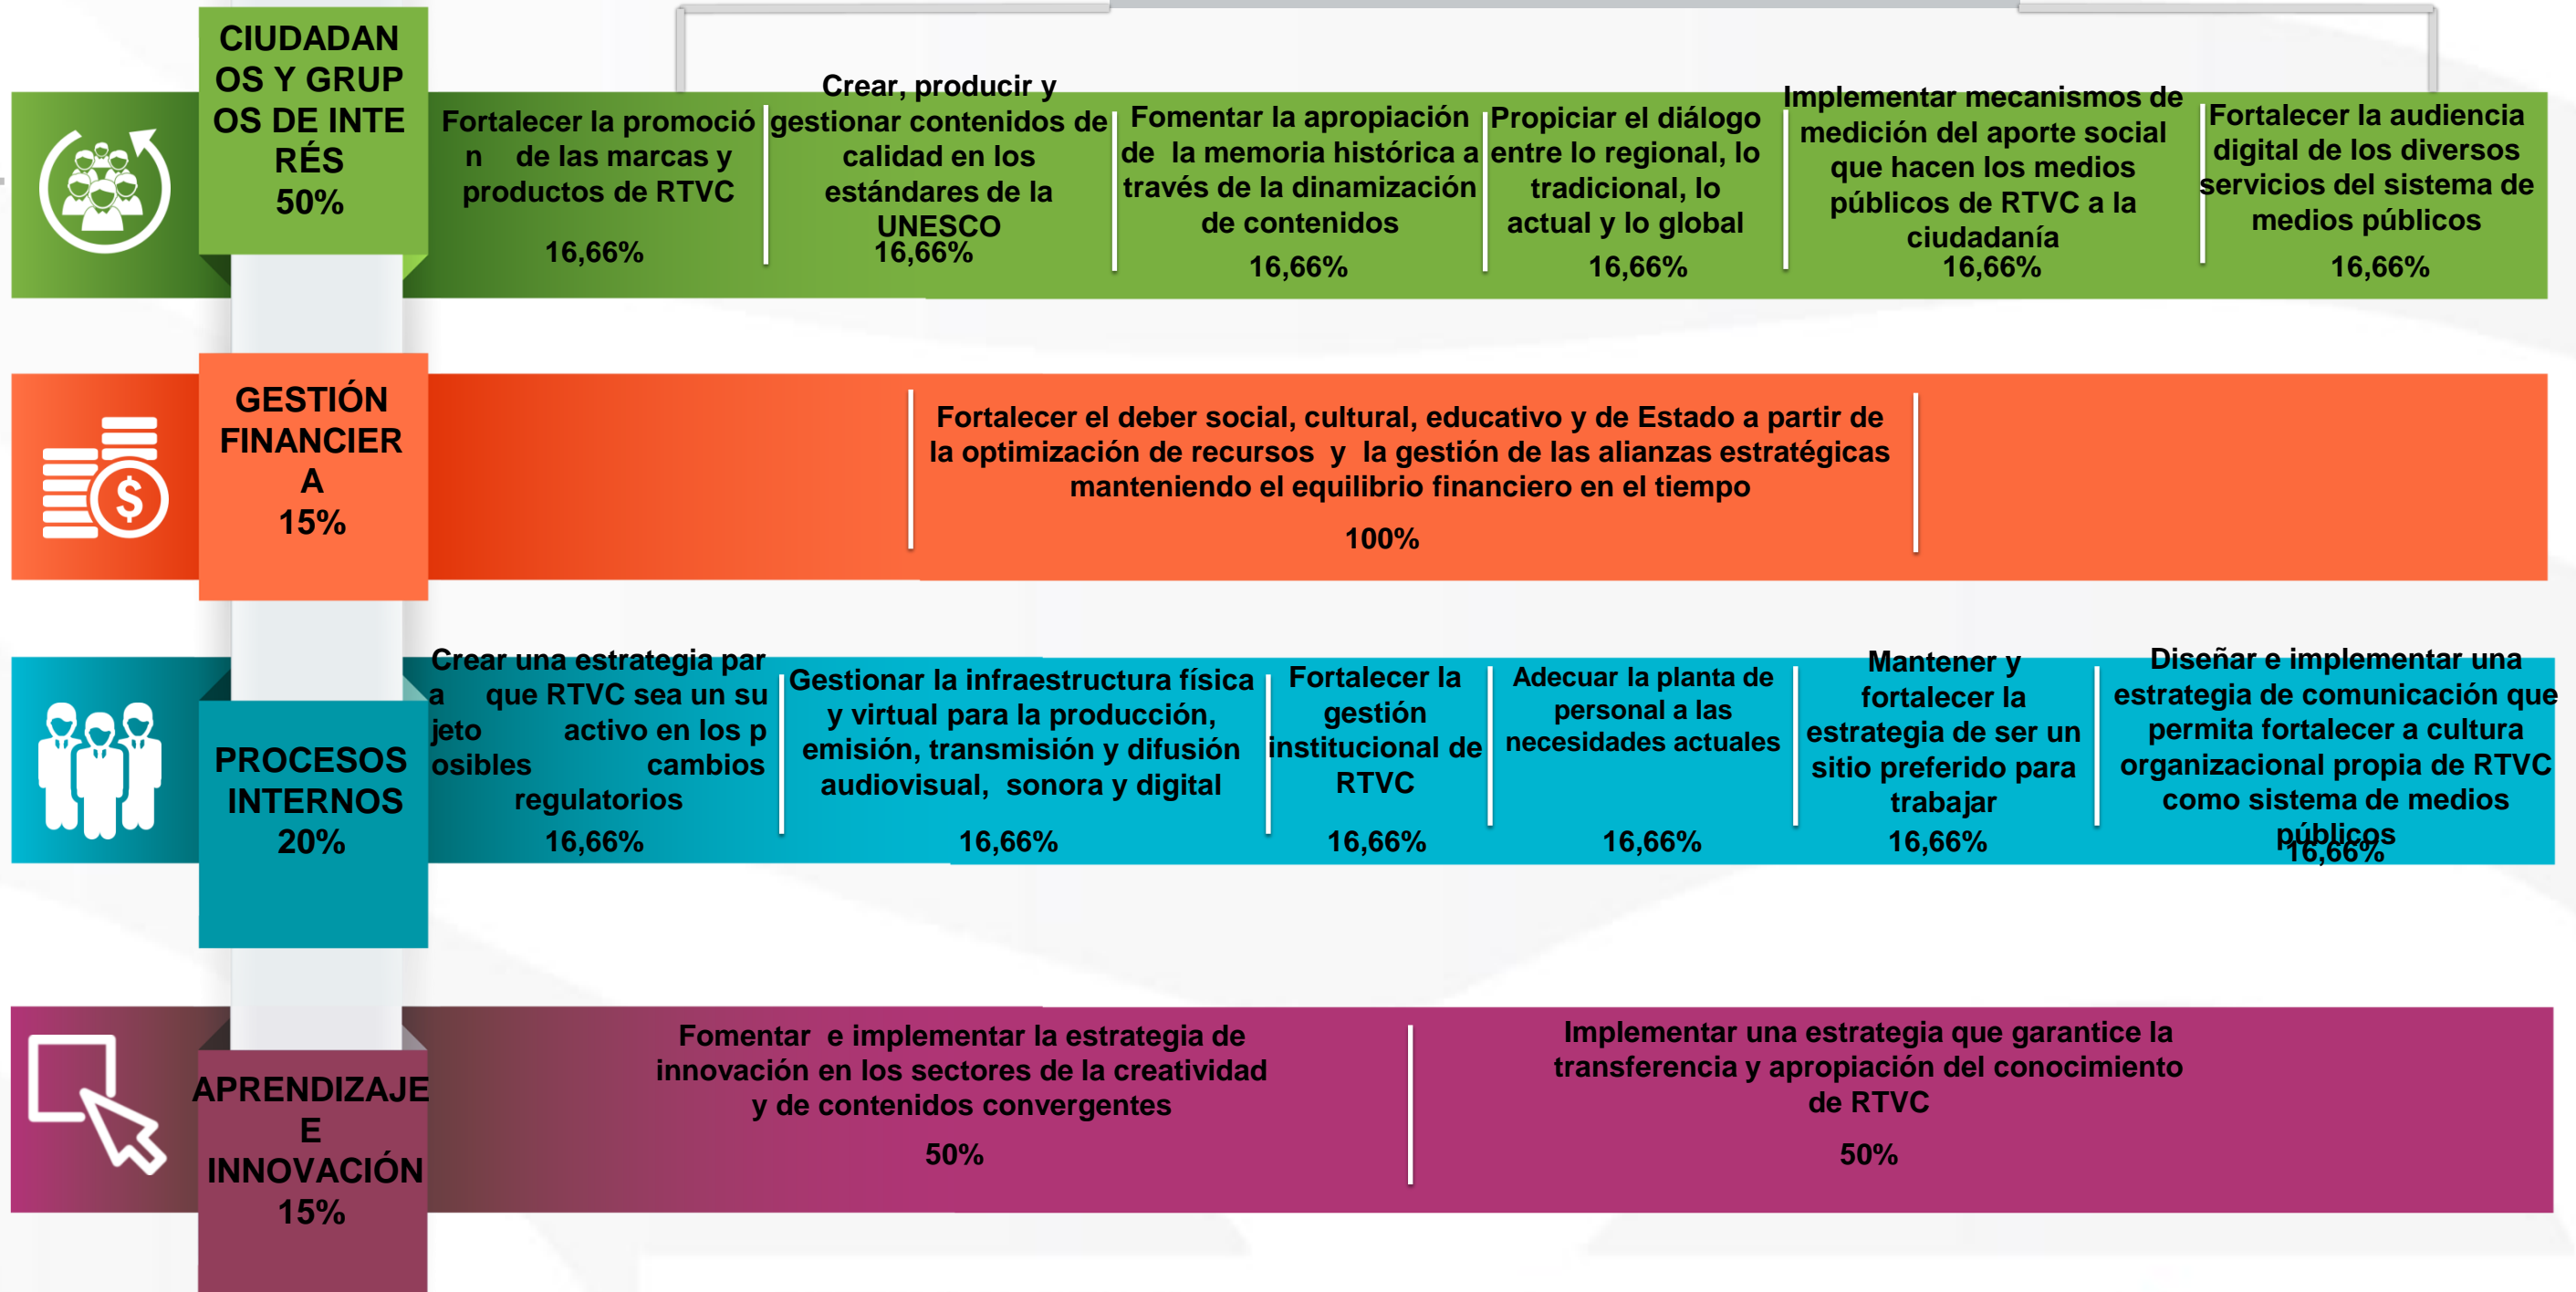 CIUDADAN
OS Y GRUP
OS DE INTE
RÉS
50%
Fortalecer la promoció
n de las marcas y
productos de RTVC
16,66%
Crear, producir y
gestionar contenidos de
calidad en los
estándares de la
UNESCO
16,66%
Fomentar la apropiación
de la memoria histórica a
través de la dinamización
de contenidos
16,66%
Propiciar el diálogo
entre lo regional, lo
tradicional, lo
actual y lo global
16,66%
Implementar mecanismos de
medición del aporte social
que hacen los medios
públicos de RTVC a la
ciudadanía
16,66%
Fortalecer la audiencia
digital de los diversos
servicios del sistema de
medios públicos
16,66%
GESTIÓN
FINANCIER
A
15%
Fortalecer el deber social, cultural, educativo y de Estado a partir de
la optimización de recursos y la gestión de las alianzas estratégicas
manteniendo el equilibrio financiero en el tiempo
100%
PROCESOS
INTERNOS
20%
Crear una estrategia par
a que RTVC sea un su
jeto activo en los p
osibles cambios
regulatorios
16,66%
Gestionar la infraestructura física
y virtual para la producción,
emisión, transmisión y difusión
audiovisual, sonora y digital
16,66%
Fortalecer la
gestión
institucional de
RTVC
16,66%
Adecuar la planta de
personal a las
necesidades actuales
16,66%
Mantener y
fortalecer la
estrategia de ser un
sitio preferido para
trabajar
16,66%
Diseñar e implementar una
estrategia de comunicación que
permita fortalecer a cultura
organizacional propia de RTVC
como sistema de medios
públicos
16,66%
APRENDIZAJE
E
INNOVACIÓN
15%
Fomentar e implementar la estrategia de
innovación en los sectores de la creatividad
y de contenidos convergentes
50%
Implementar una estrategia que garantice la
transferencia y apropiación del conocimiento
de RTVC
50%